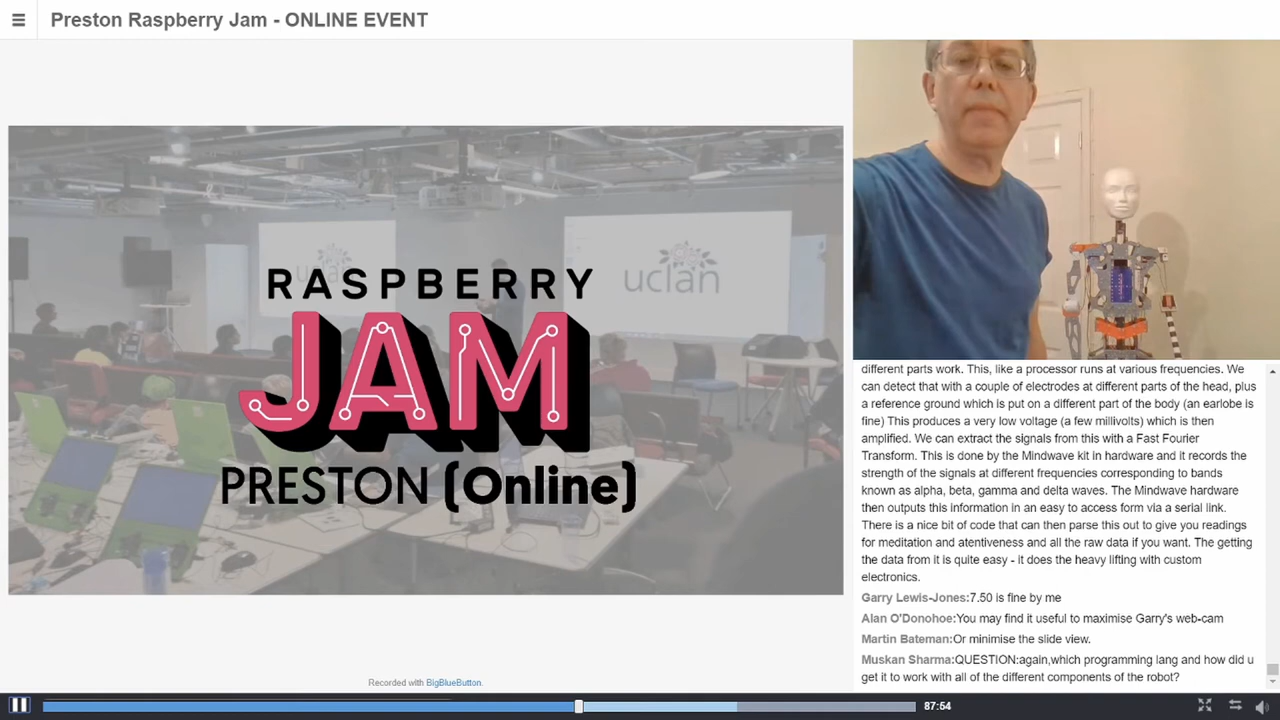 Preston Raspberry Jam - ONLINE EVENT
uclan
uclan
RASPBERRY
JAM
PRESTON (Online)
different parts work. This, like a processor runs at various frequencies. We
can detect that with a couple of electrodes at different parts of the head, plus
a reference ground which is put on a different part of the body (an earlobe is
fine) This produces a very low voltage (a few millivolts) which is then
amplified. We can extract the signals from this with a Fast Fourier
Transform. This is done by the Mindwave kit in hardware and it records the
strength of the signals at different frequencies corresponding to bands
known as alpha, beta, gamma and delta waves. The Mindwave hardware
then outputs this information in an easy to access form via a serial link.
There is a nice bit of code that can then parse this out to give you readings
for meditation and atentiveness and all the raw data if you want. The getting
the data from it is quite easy - it does the heavy lifting with custom
electronics.
Garry Lewis-Jones:7.50 is fine by me
Alan O'Donohoe:You may find it useful to maximise Garry's web-cam
Martin Bateman:Or minimise the slide view.
Muskan Sharma:QUESTION:again,which programming lang and how did u
get it to work with all of the different components of the robot?
Recorded with BigBlueButton.
87:54